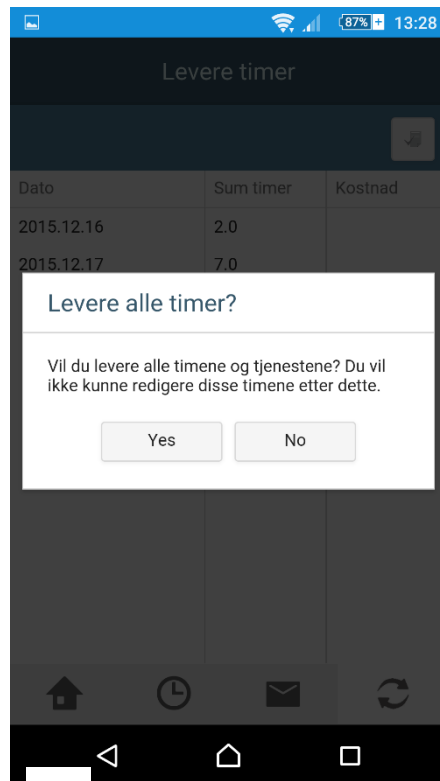 87% 13:28
Levere timer
Dato Sum timer Kostnad
2015.12.16 2.0
2015.12.17 7.0
Levere alle timer?
Vil du levere alle timene og tjenestene? Du vil
ikke kunne redigere disse timene etter dette.
Yes No